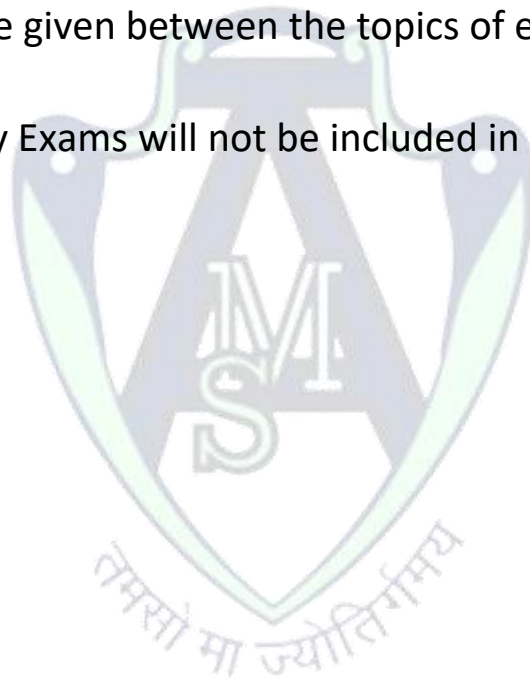 e given between the topics of e
y Exams will not be included in
A
M
S
तमसो मा ज्योतिर्गमय